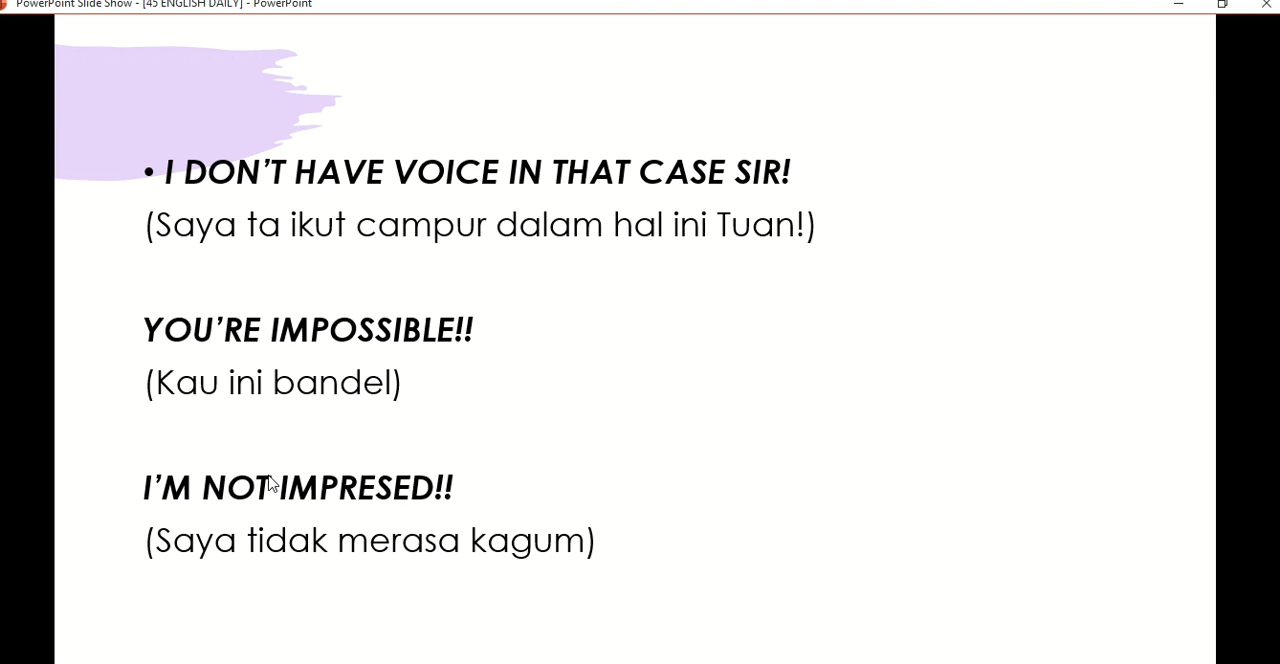 PowerPoint Slide Show - [45 ENGLISH DAILY] - PowerPoint
• I DON'T HAVE VOICE IN THAT CASE SIR!
(Saya ta ikut campur dalam hal ini Tuan!)
YOU'RE IMPOSSIBLE!!
(Kau ini bandel)
I'M NOT IMPRESED!!
(Saya tidak merasa kagum)